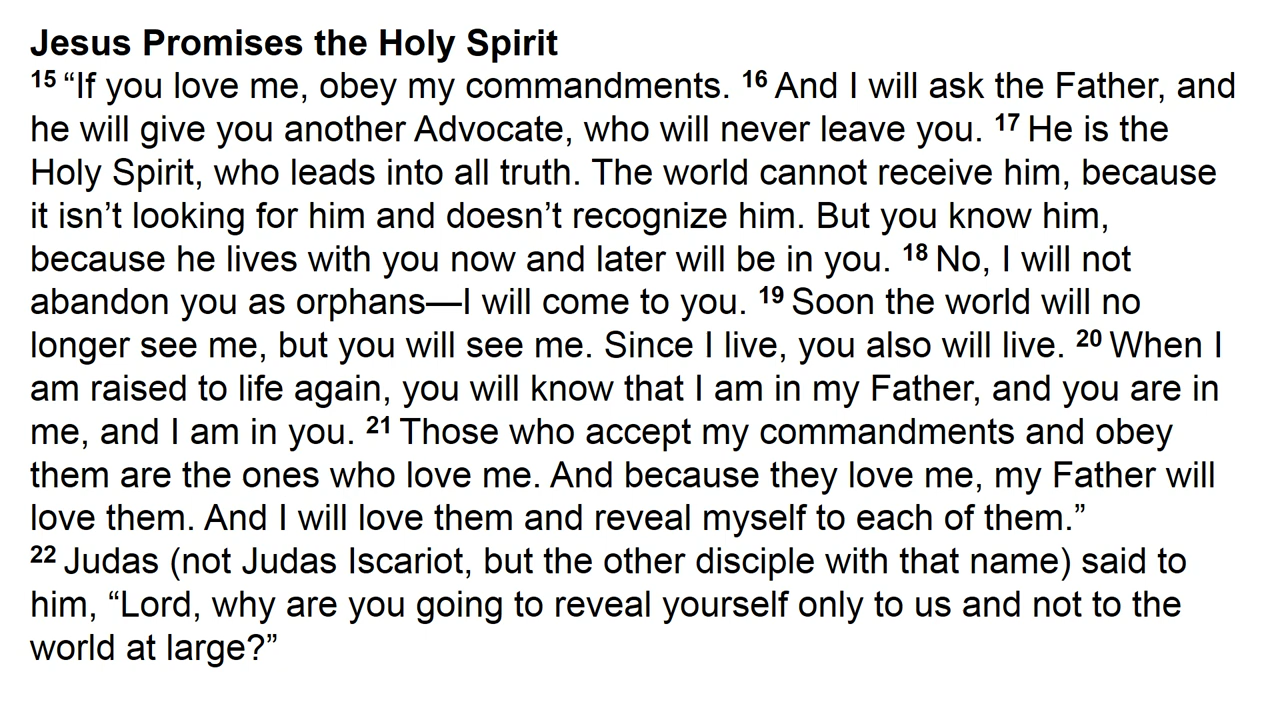 Jesus Promises the Holy Spirit
15 “If you love me, obey my commandments. 16 And I will ask the Father, and
he will give you another Advocate, who will never leave you. 17 He is the
Holy Spirit, who leads into all truth. The world cannot receive him, because
it isn’t looking for him and doesn’t recognize him. But you know him,
because he lives with you now and later will be in you. 18 No, I will not
abandon you as orphans—I will come to you. 19 Soon the world will no
longer see me, but you will see me. Since I live, you also will live. 20 When I
am raised to life again, you will know that I am in my Father, and you are in
me, and I am in you. 21 Those who accept my commandments and obey
them are the ones who love me. And because they love me, my Father will
love them. And I will love them and reveal myself to each of them.”
22 Judas (not Judas Iscariot, but the other disciple with that name) said to
him, “Lord, why are you going to reveal yourself only to us and not to the
world at large?”